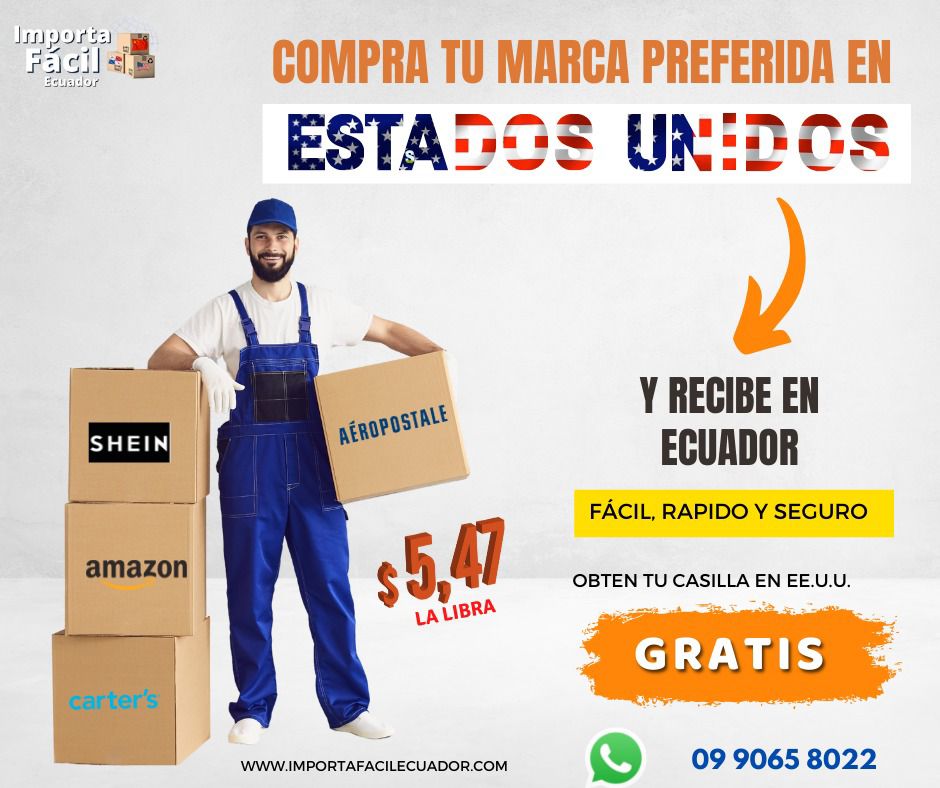 Importa
Fácil
Ecuador
COMPRA TU MARCA PREFERIDA EN
ESTADOS UNIDOS
Y RECIBE EN
ECUADOR
FÁCIL, RAPIDO Y SEGURO
SHEIN
AÉROPOSTALE
amazon
carter's
$5,47
LA LIBRA
OBTEN TU CASILLA EN EE.U.U.
GRATIS
WWW.IMPORTAFACILECUADOR.COM
09 9065 8022